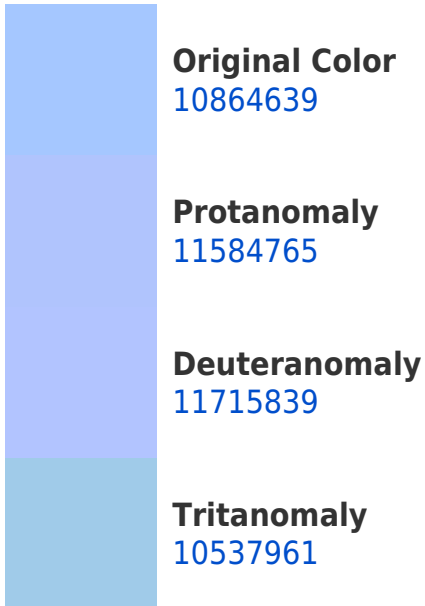 Original Color
10864639
Protanomaly
11584765
Deuteranomaly
11715839
Tritanomaly
10537961